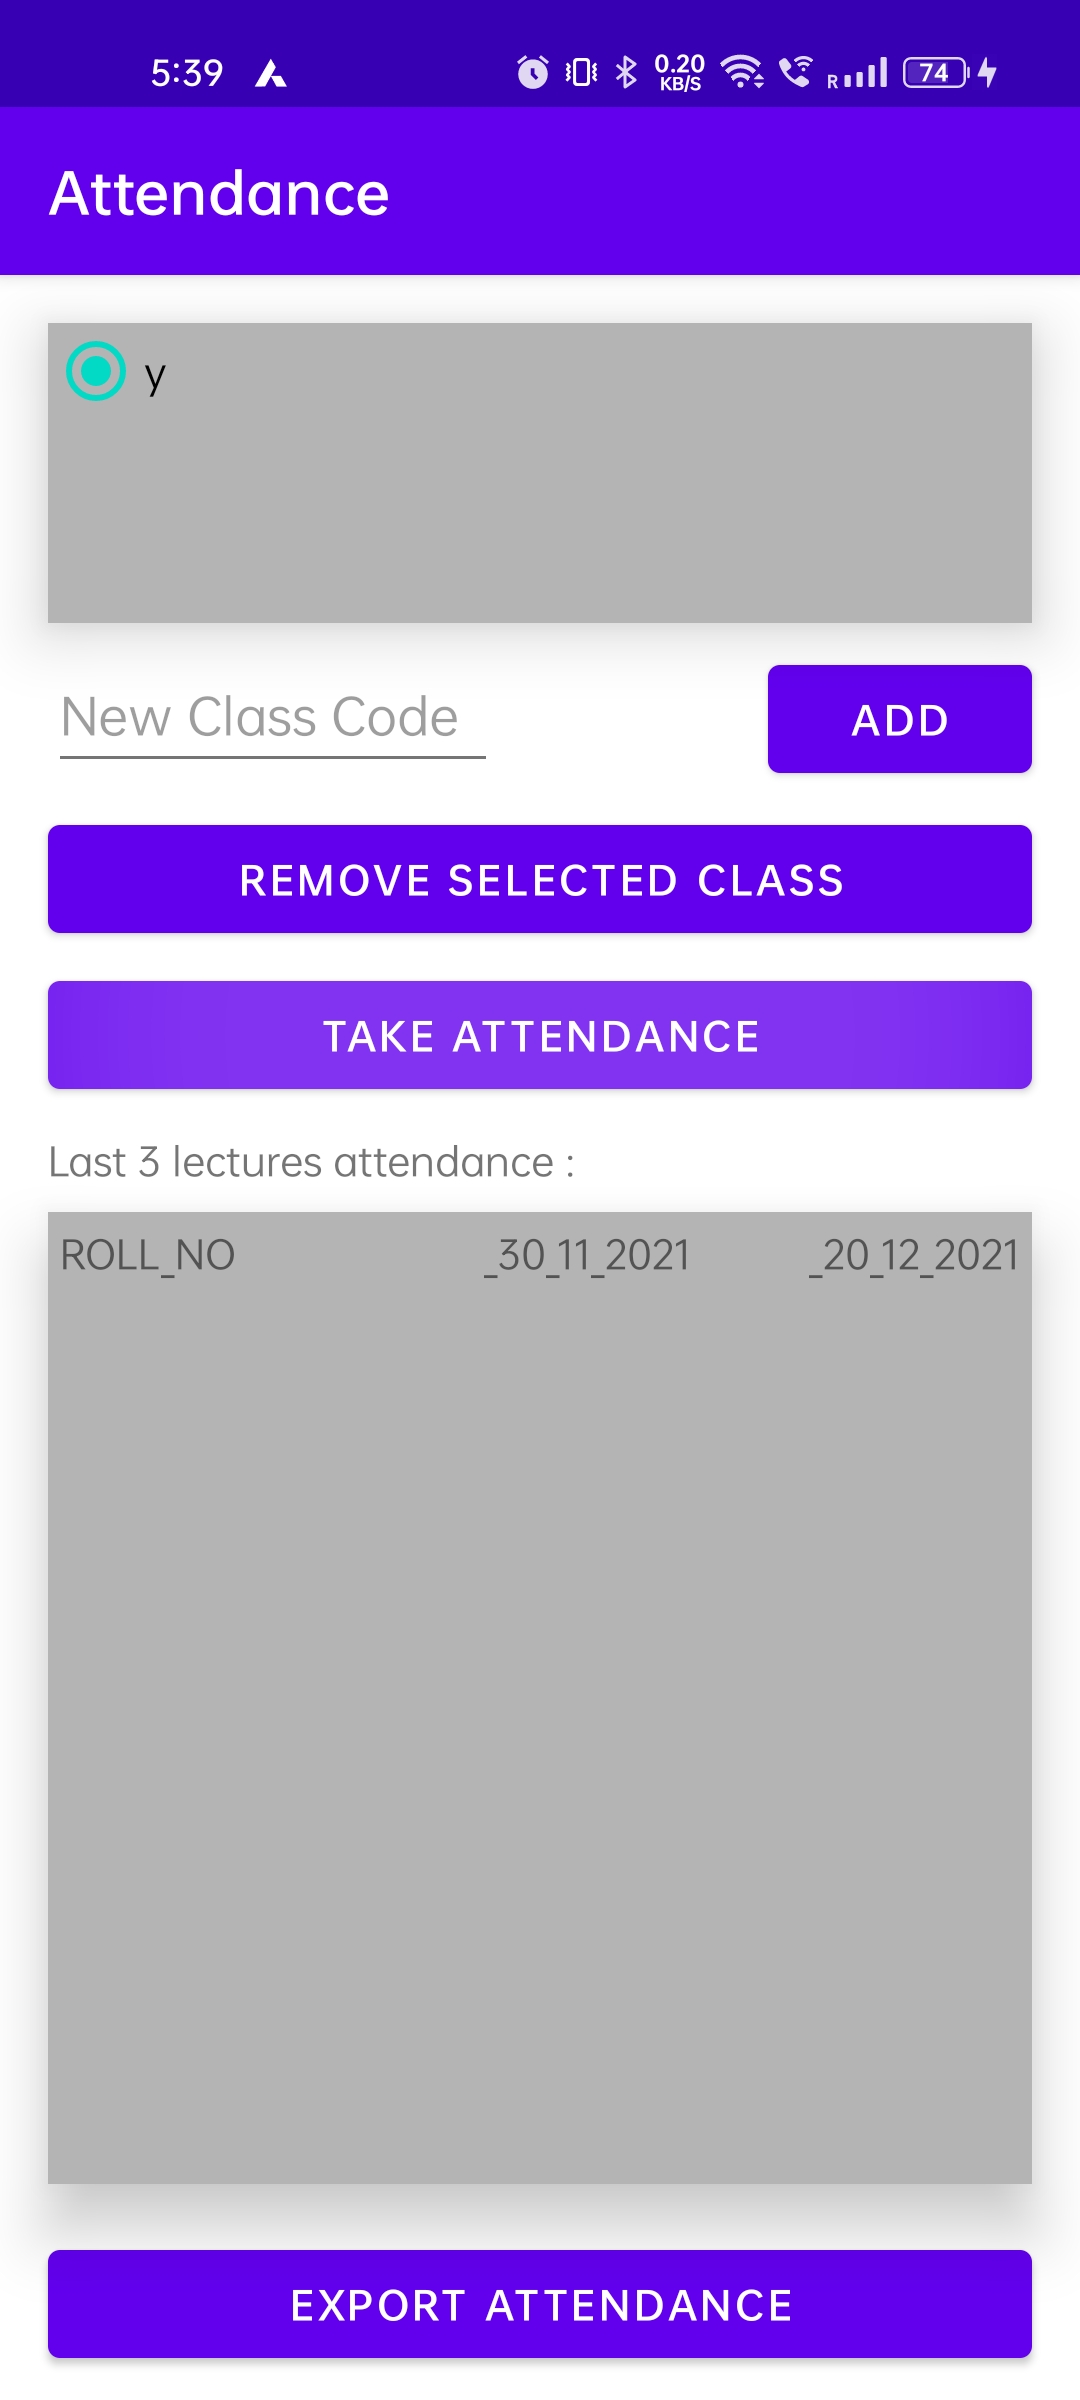 5:39 0.20 KB/S R 74
Attendance
y
New Class Code ADD
REMOVE SELECTED CLASS
TAKE ATTENDANCE
Last 3 lectures attendance :
ROLL_NO _30_11_2021 _20_12_2021
EXPORT ATTENDANCE